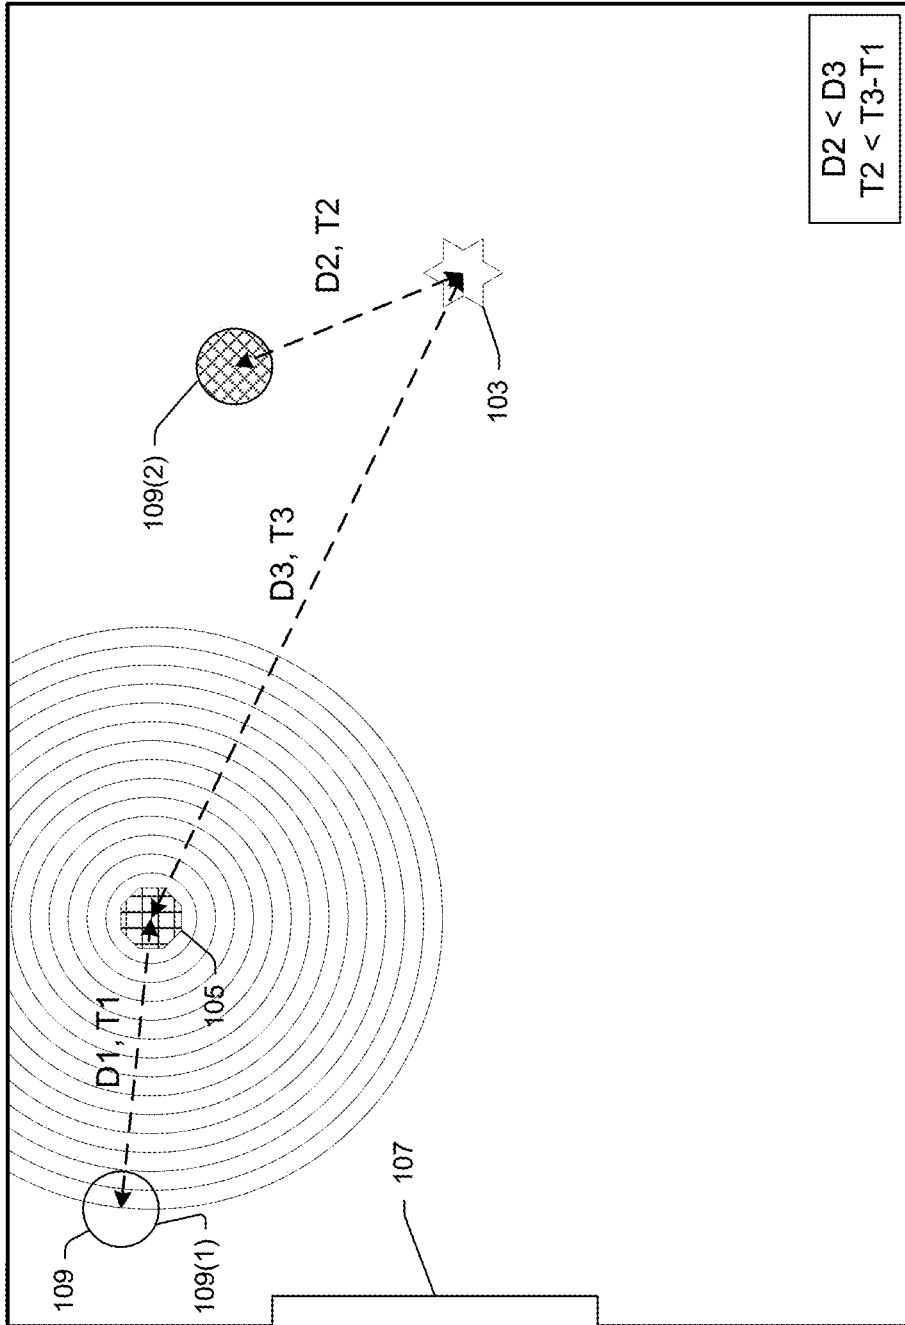 109
109(1)
D1, T1
105
107
D3, T3
109(2)
D2, T2
103
D2 < D3
T2 < T3-T1